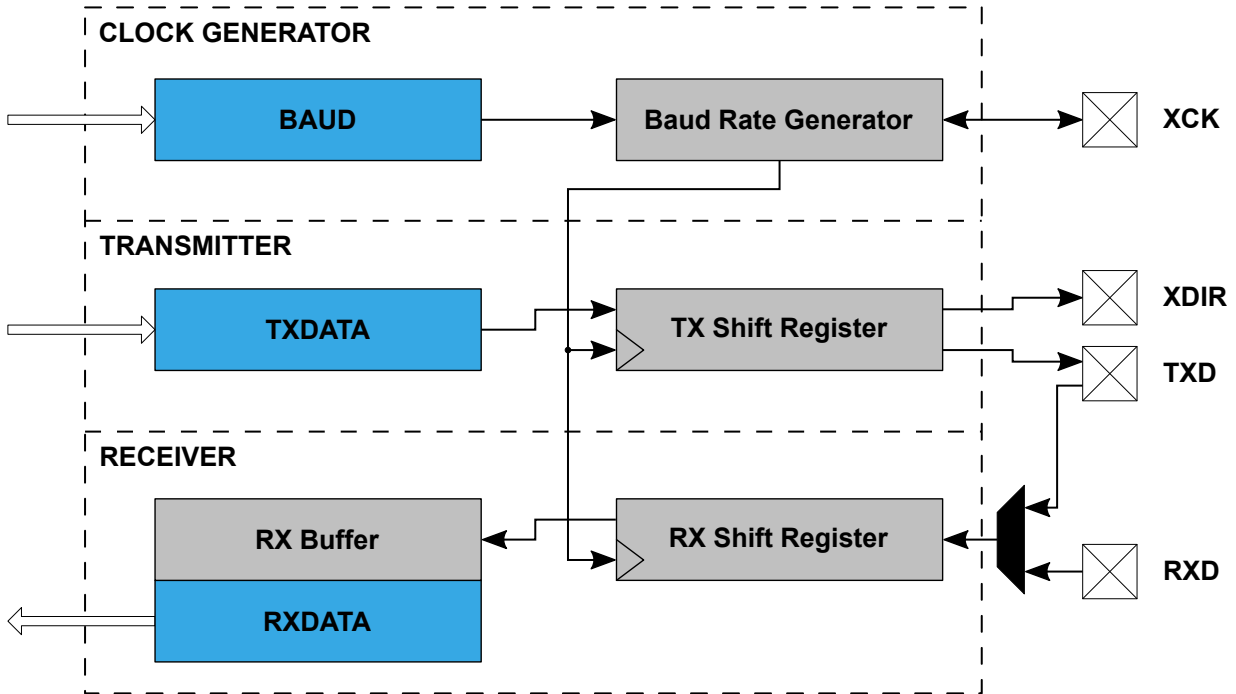 CLOCK GENERATOR
BAUD
Baud Rate Generator
XCK
TRANSMITTER
TXDATA
TX Shift Register
XDIR
TXD
RECEIVER
RX Buffer
RX Shift Register
RXD
RXDATA